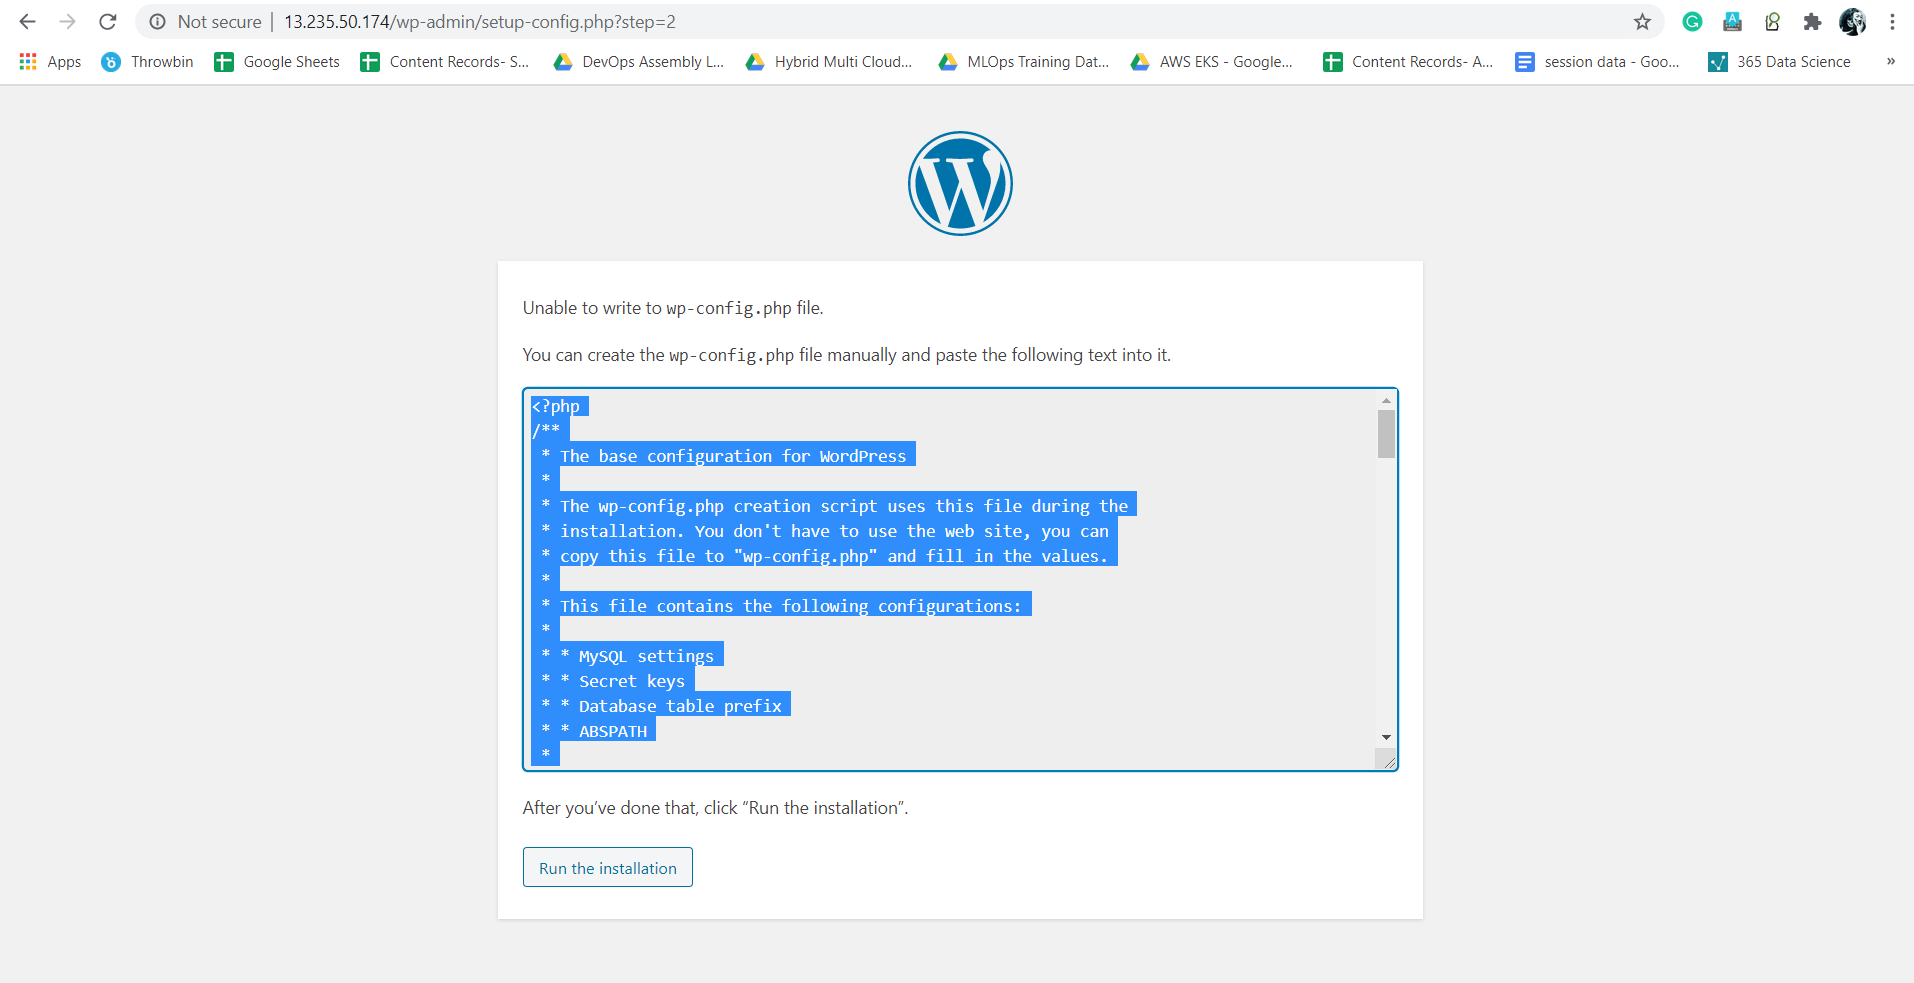 Not secure | 13.235.50.174/wp-admin/setup-config.php?step=2
Apps Throwbin Google Sheets Content Records- S... DevOps Assembly L... Hybrid Multi Cloud... MLOps Training Dat... AWS EKS - Google... Content Records- A... session data - Goo... 365 Data Science »
Unable to write to wp-config.php file.
You can create the wp-config.php file manually and paste the following text into it.
<?php
/**
* The base configuration for WordPress
*
* The wp-config.php creation script uses this file during the
* installation. You don't have to use the web site, you can
* copy this file to "wp-config.php" and fill in the values.
*
* This file contains the following configurations:
*
* * MySQL settings
* * Secret keys
* * Database table prefix
* * ABSPATH
*
After you’ve done that, click “Run the installation”.
Run the installation